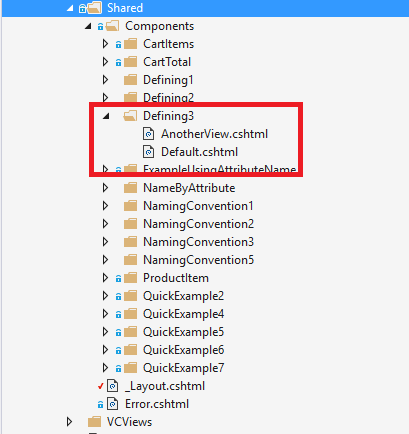 Shared
Components
CartItems
CartTotal
Defining1
Defining2
Defining3
AnotherView.cshtml
Default.cshtml
ExampleUsingAttributeName
NameByAttribute
NamingConvention1
NamingConvention2
NamingConvention3
NamingConvention5
ProductItem
QuickExample2
QuickExample4
QuickExample5
QuickExample6
QuickExample7
_Layout.cshtml
Error.cshtml
VCViews